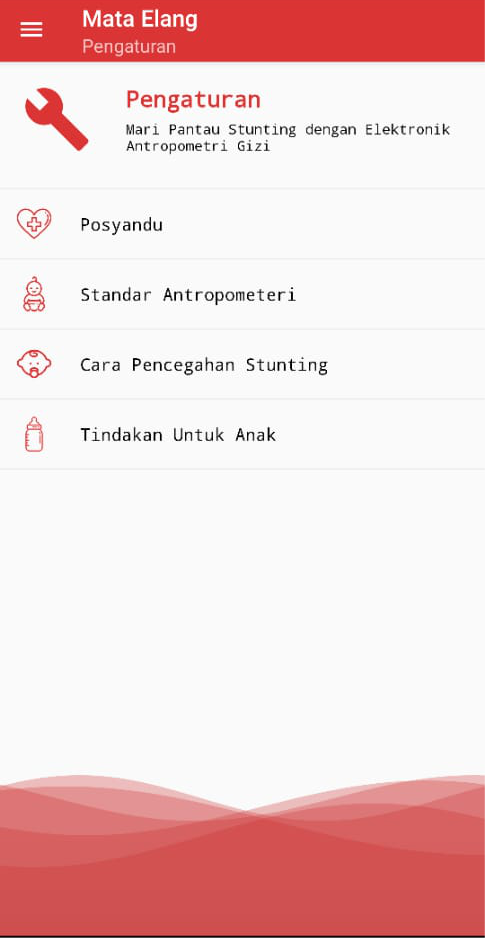 Mata Elang
Pengaturan
Pengaturan
Mari Pantau Stunting dengan Elektronik
Antropometri Gizi
Posyandu
Standar Antropometeri
Cara Pencegahan Stunting
Tindakan Untuk Anak